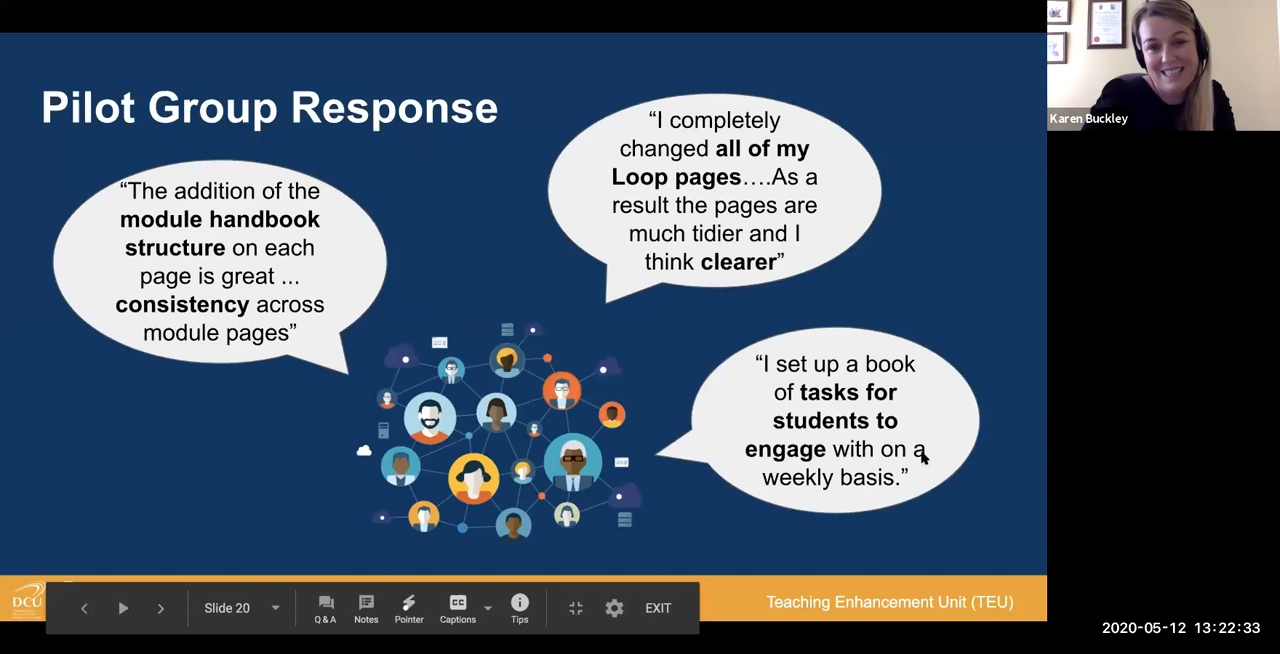 Pilot Group Response
“The addition of the
module handbook
structure on each
page is great ...
consistency across
module pages”
“I completely
changed all of my
Loop pages….As a
result the pages are
much tidier and I
think clearer”
“I set up a book
of tasks for
students to
engage with on a
weekly basis.”
Karen Buckley
DCU
Teaching Enhancement Unit (TEU)
Slide 20
Q & A
Notes
Pointer
CC
Captions
Tips
EXIT
2020-05-12 13:22:33